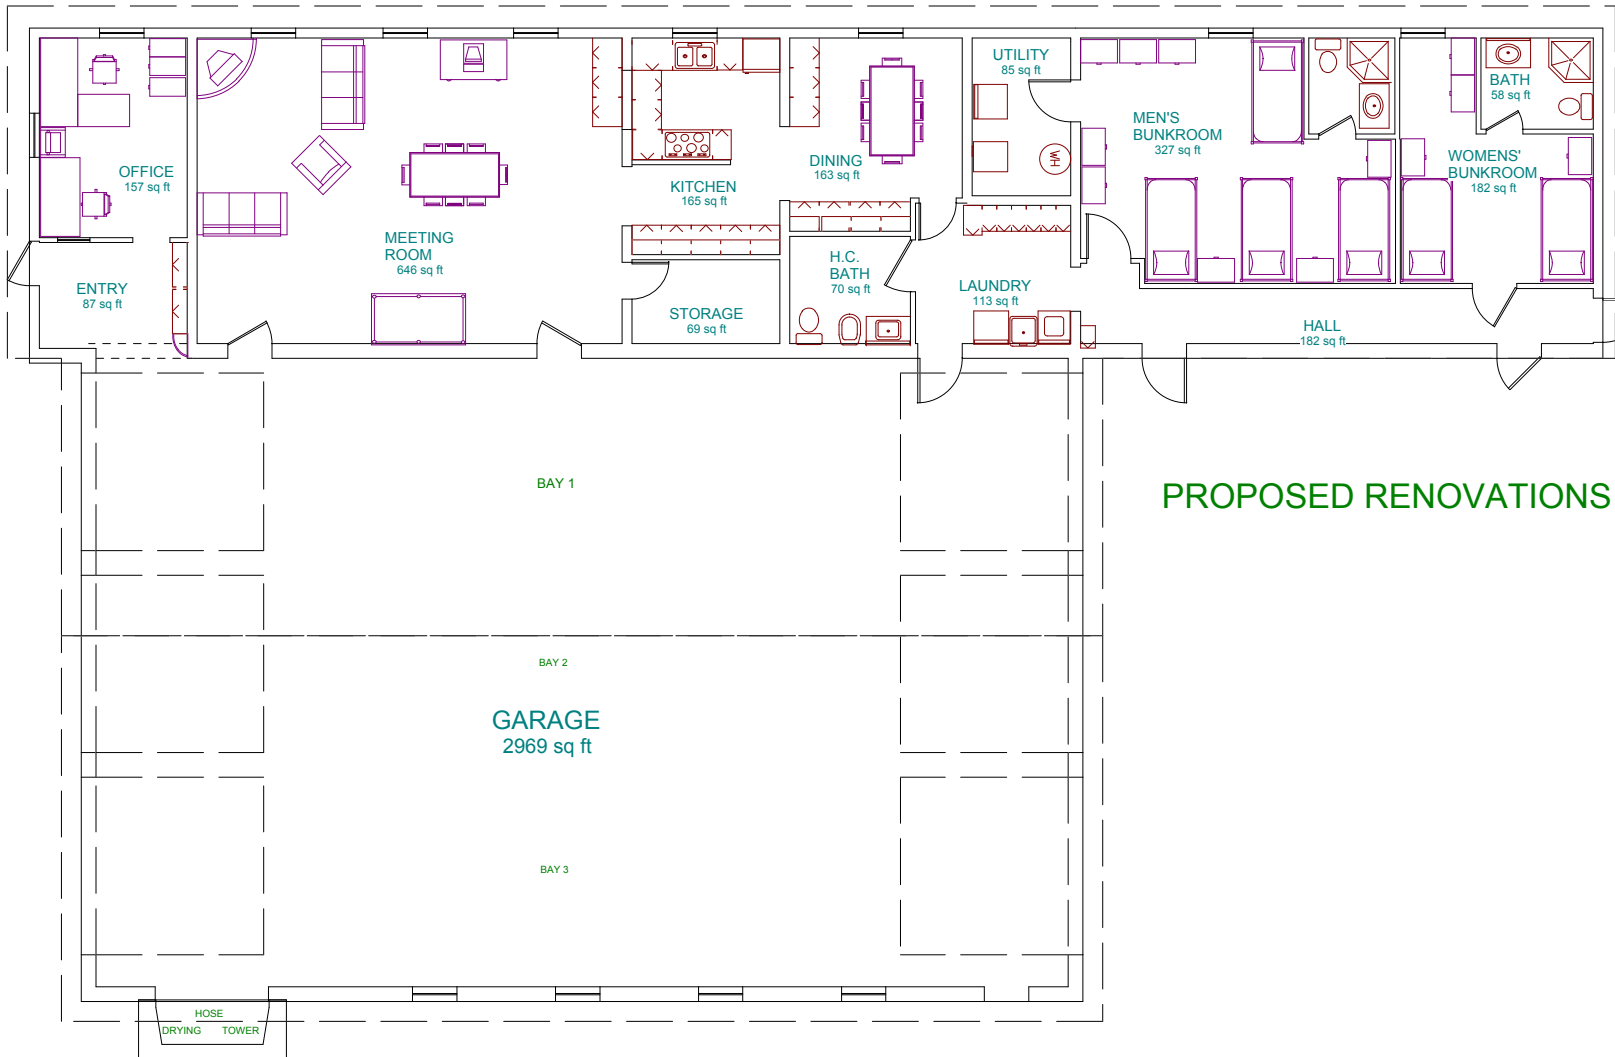 OFFICE
157 sq ft
ENTRY
87 sq ft
MEETING
ROOM
646 sq ft
KITCHEN
165 sq ft
STORAGE
69 sq ft
DINING
163 sq ft
H.C.
BATH
70 sq ft
UTILITY
85 sq ft
WH
LAUNDRY
113 sq ft
MEN'S
BUNKROOM
327 sq ft
BATH
58 sq ft
WOMENS'
BUNKROOM
182 sq ft
HALL
182 sq ft
PROPOSED RENOVATIONS
BAY 1
BAY 2
GARAGE
2969 sq ft
BAY 3
HOSE
DRYING TOWER